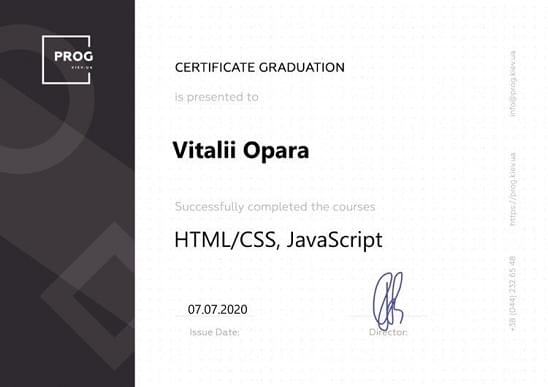 PROG
KIEV.UA
CERTIFICATE GRADUATION
is presented to
Vitalii Opara
Successfully completed the courses
HTML/CSS, JavaScript
07.07.2020
Issue Date:
Director:
info@prog.kiev.ua
https://prog.kiev.ua
+38 (044) 232 65 48